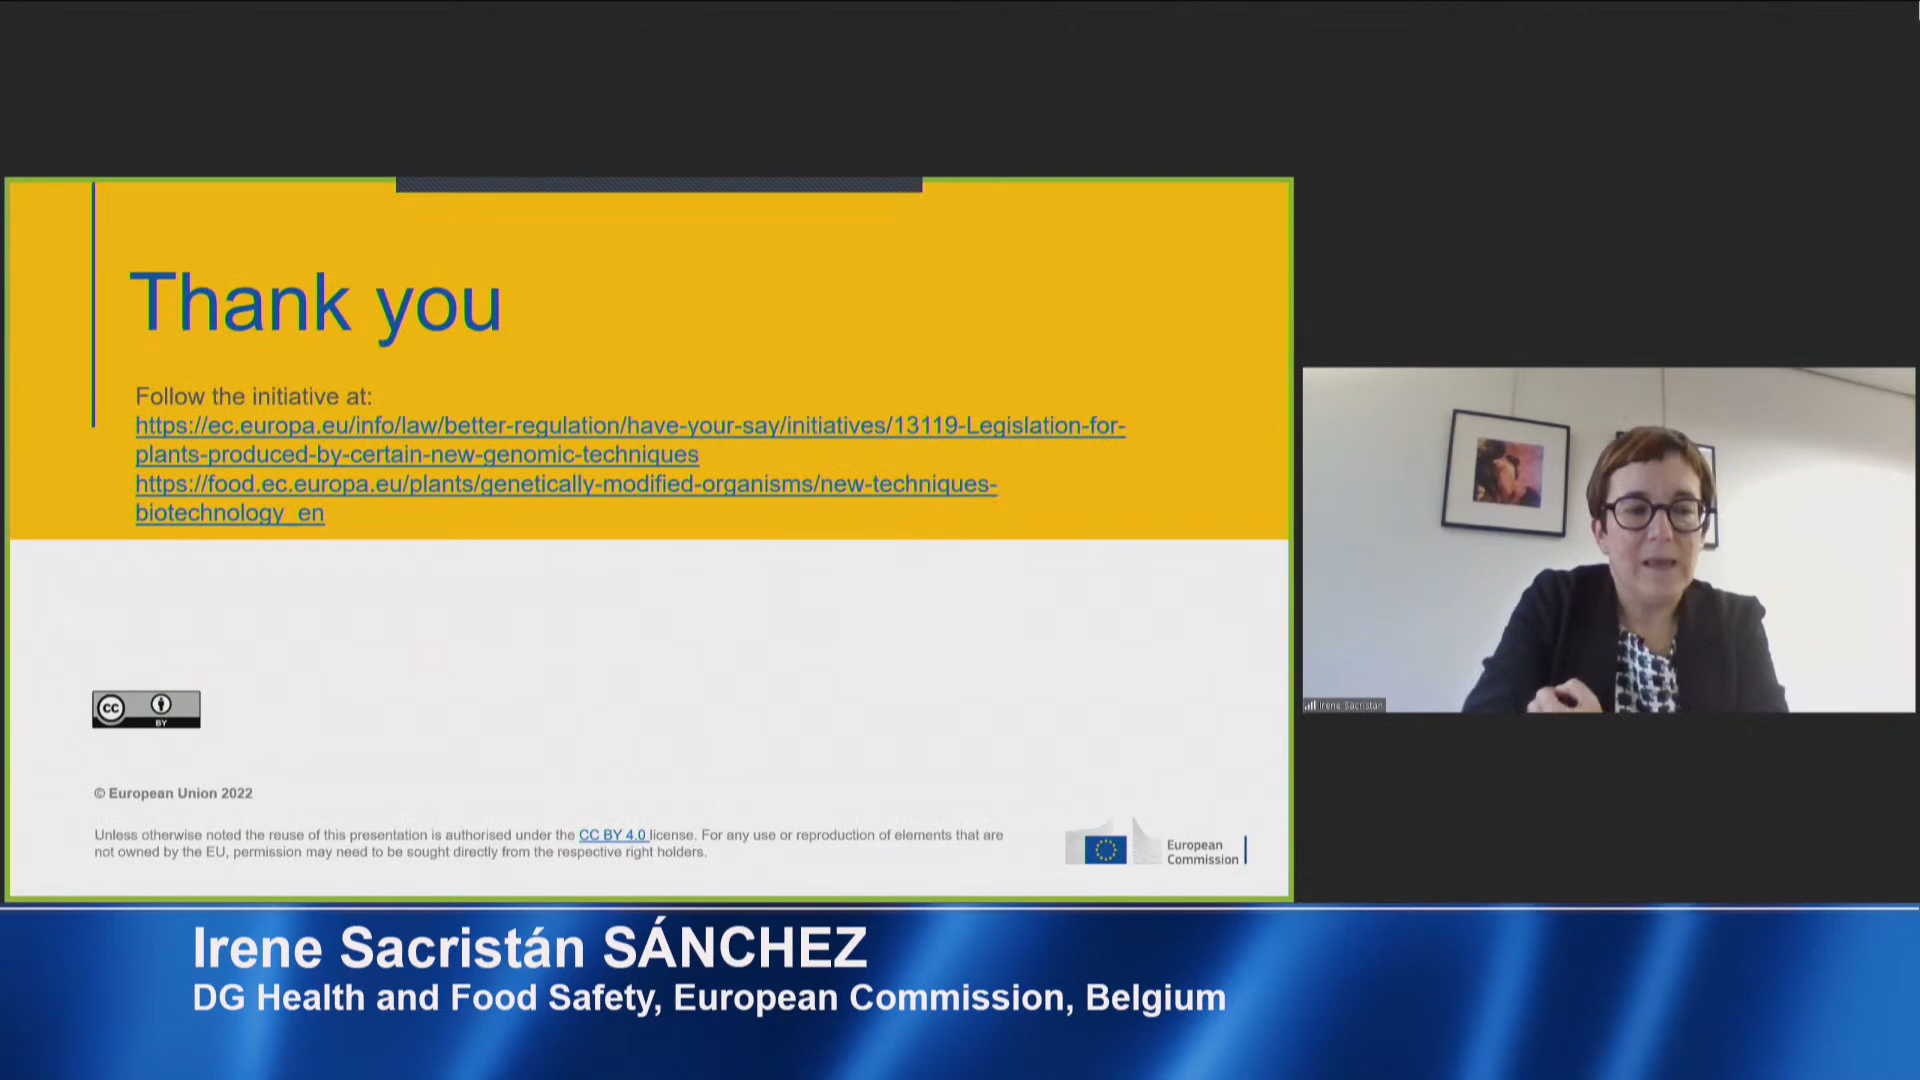 Thank you
Follow the initiative at:
https://ec.europa.eu/info/law/better-regulation/have-your-say/initiatives/13119-Legislation-for-
plants-produced-by-certain-new-genomic-techniques
https://food.ec.europa.eu/plants/genetically-modified-organisms/new-techniques-
biotechnology_en
cc
BY
© European Union 2022
Unless otherwise noted the reuse of this presentation is authorised under the CC BY 4.0 license. For any use or reproduction of elements that are
not owned by the EU, permission may need to be sought directly from the respective right holders.
European
Commission
Irene Sacristan
Irene Sacristán SÁNCHEZ
DG Health and Food Safety, European Commission, Belgium